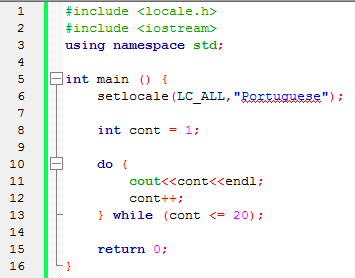 1 #include <locale.h>
2 #include <iostream>
3 using namespace std;
4
5 int main () {
6 setlocale(LC_ALL,"Portuguese");
7
8 int cont = 1;
9
10 do {
11 cout<<cont<<endl;
12 cont++;
13 } while (cont <= 20);
14
15 return 0;
16 }